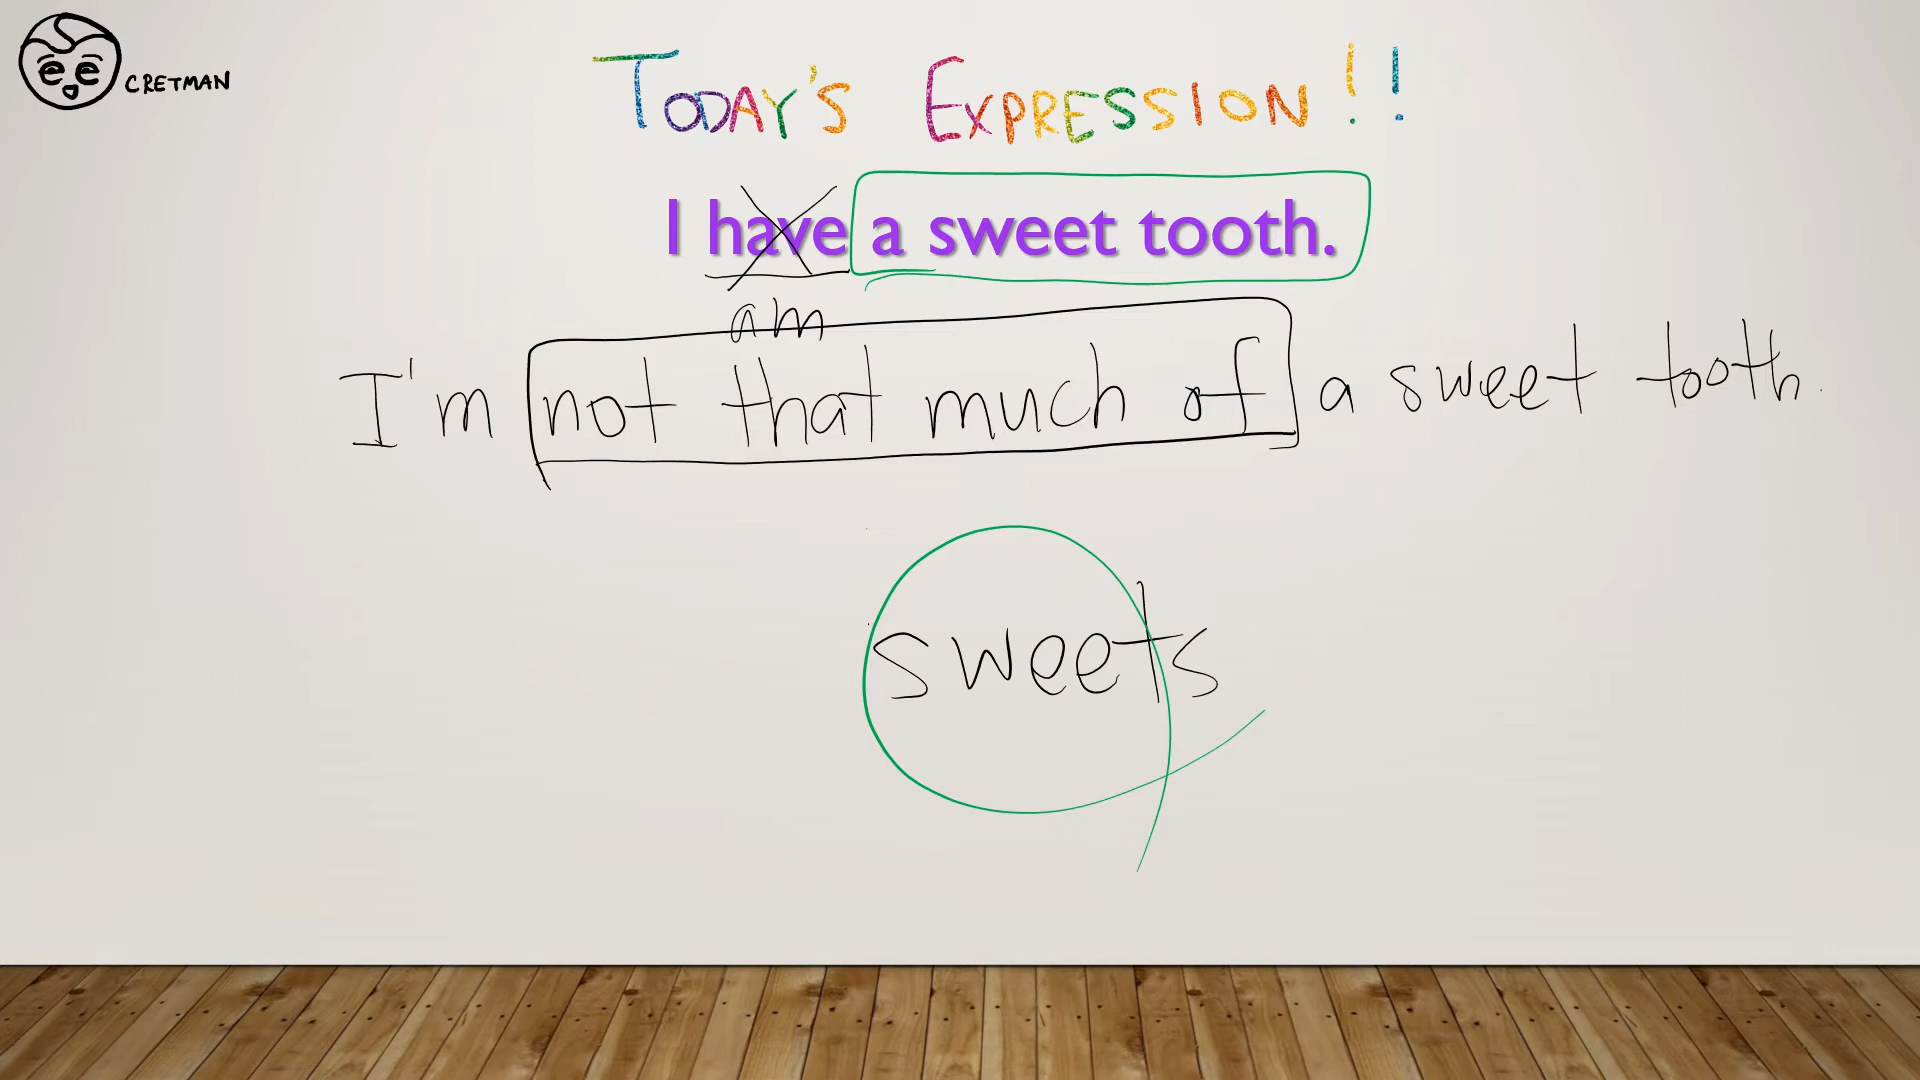 CRETMAN
TODAY'S EXPRESSION!!
I have a sweet tooth.
am
I'm not that much of a sweet tooth.
sweets